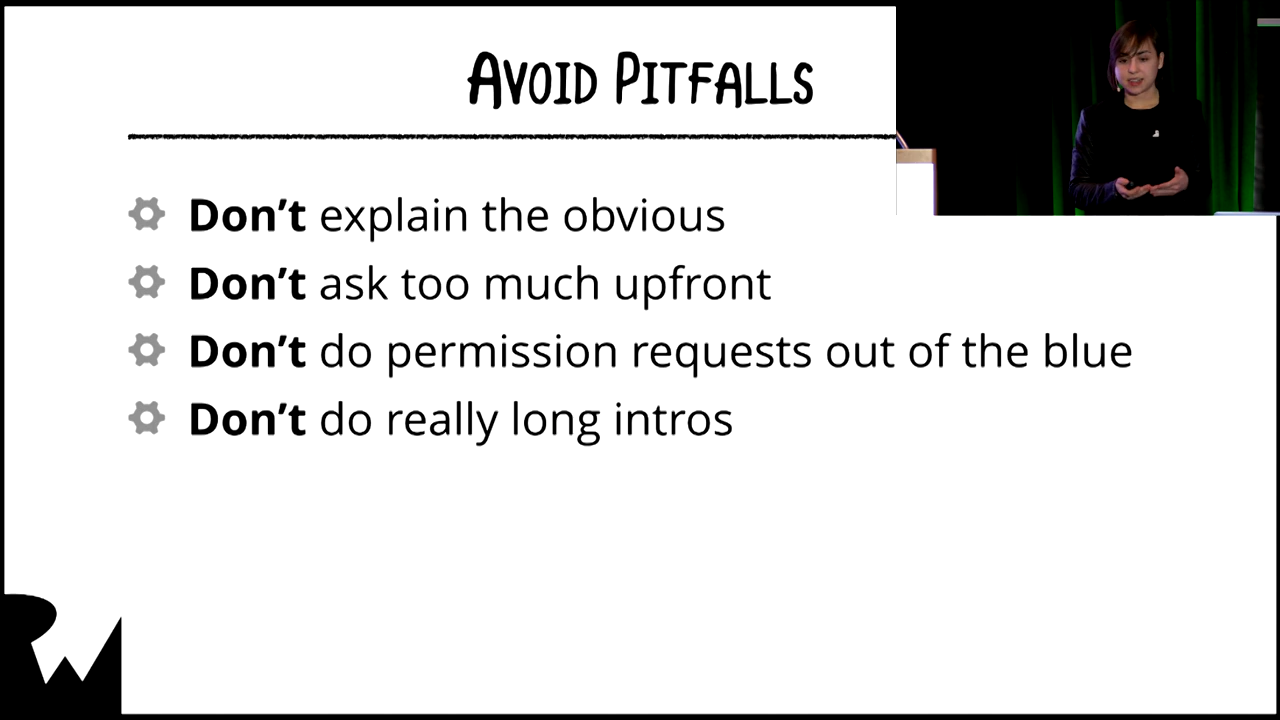 Avoid Pitfalls
Don’t explain the obvious
Don’t ask too much upfront
Don’t do permission requests out of the blue
Don’t do really long intros
RW